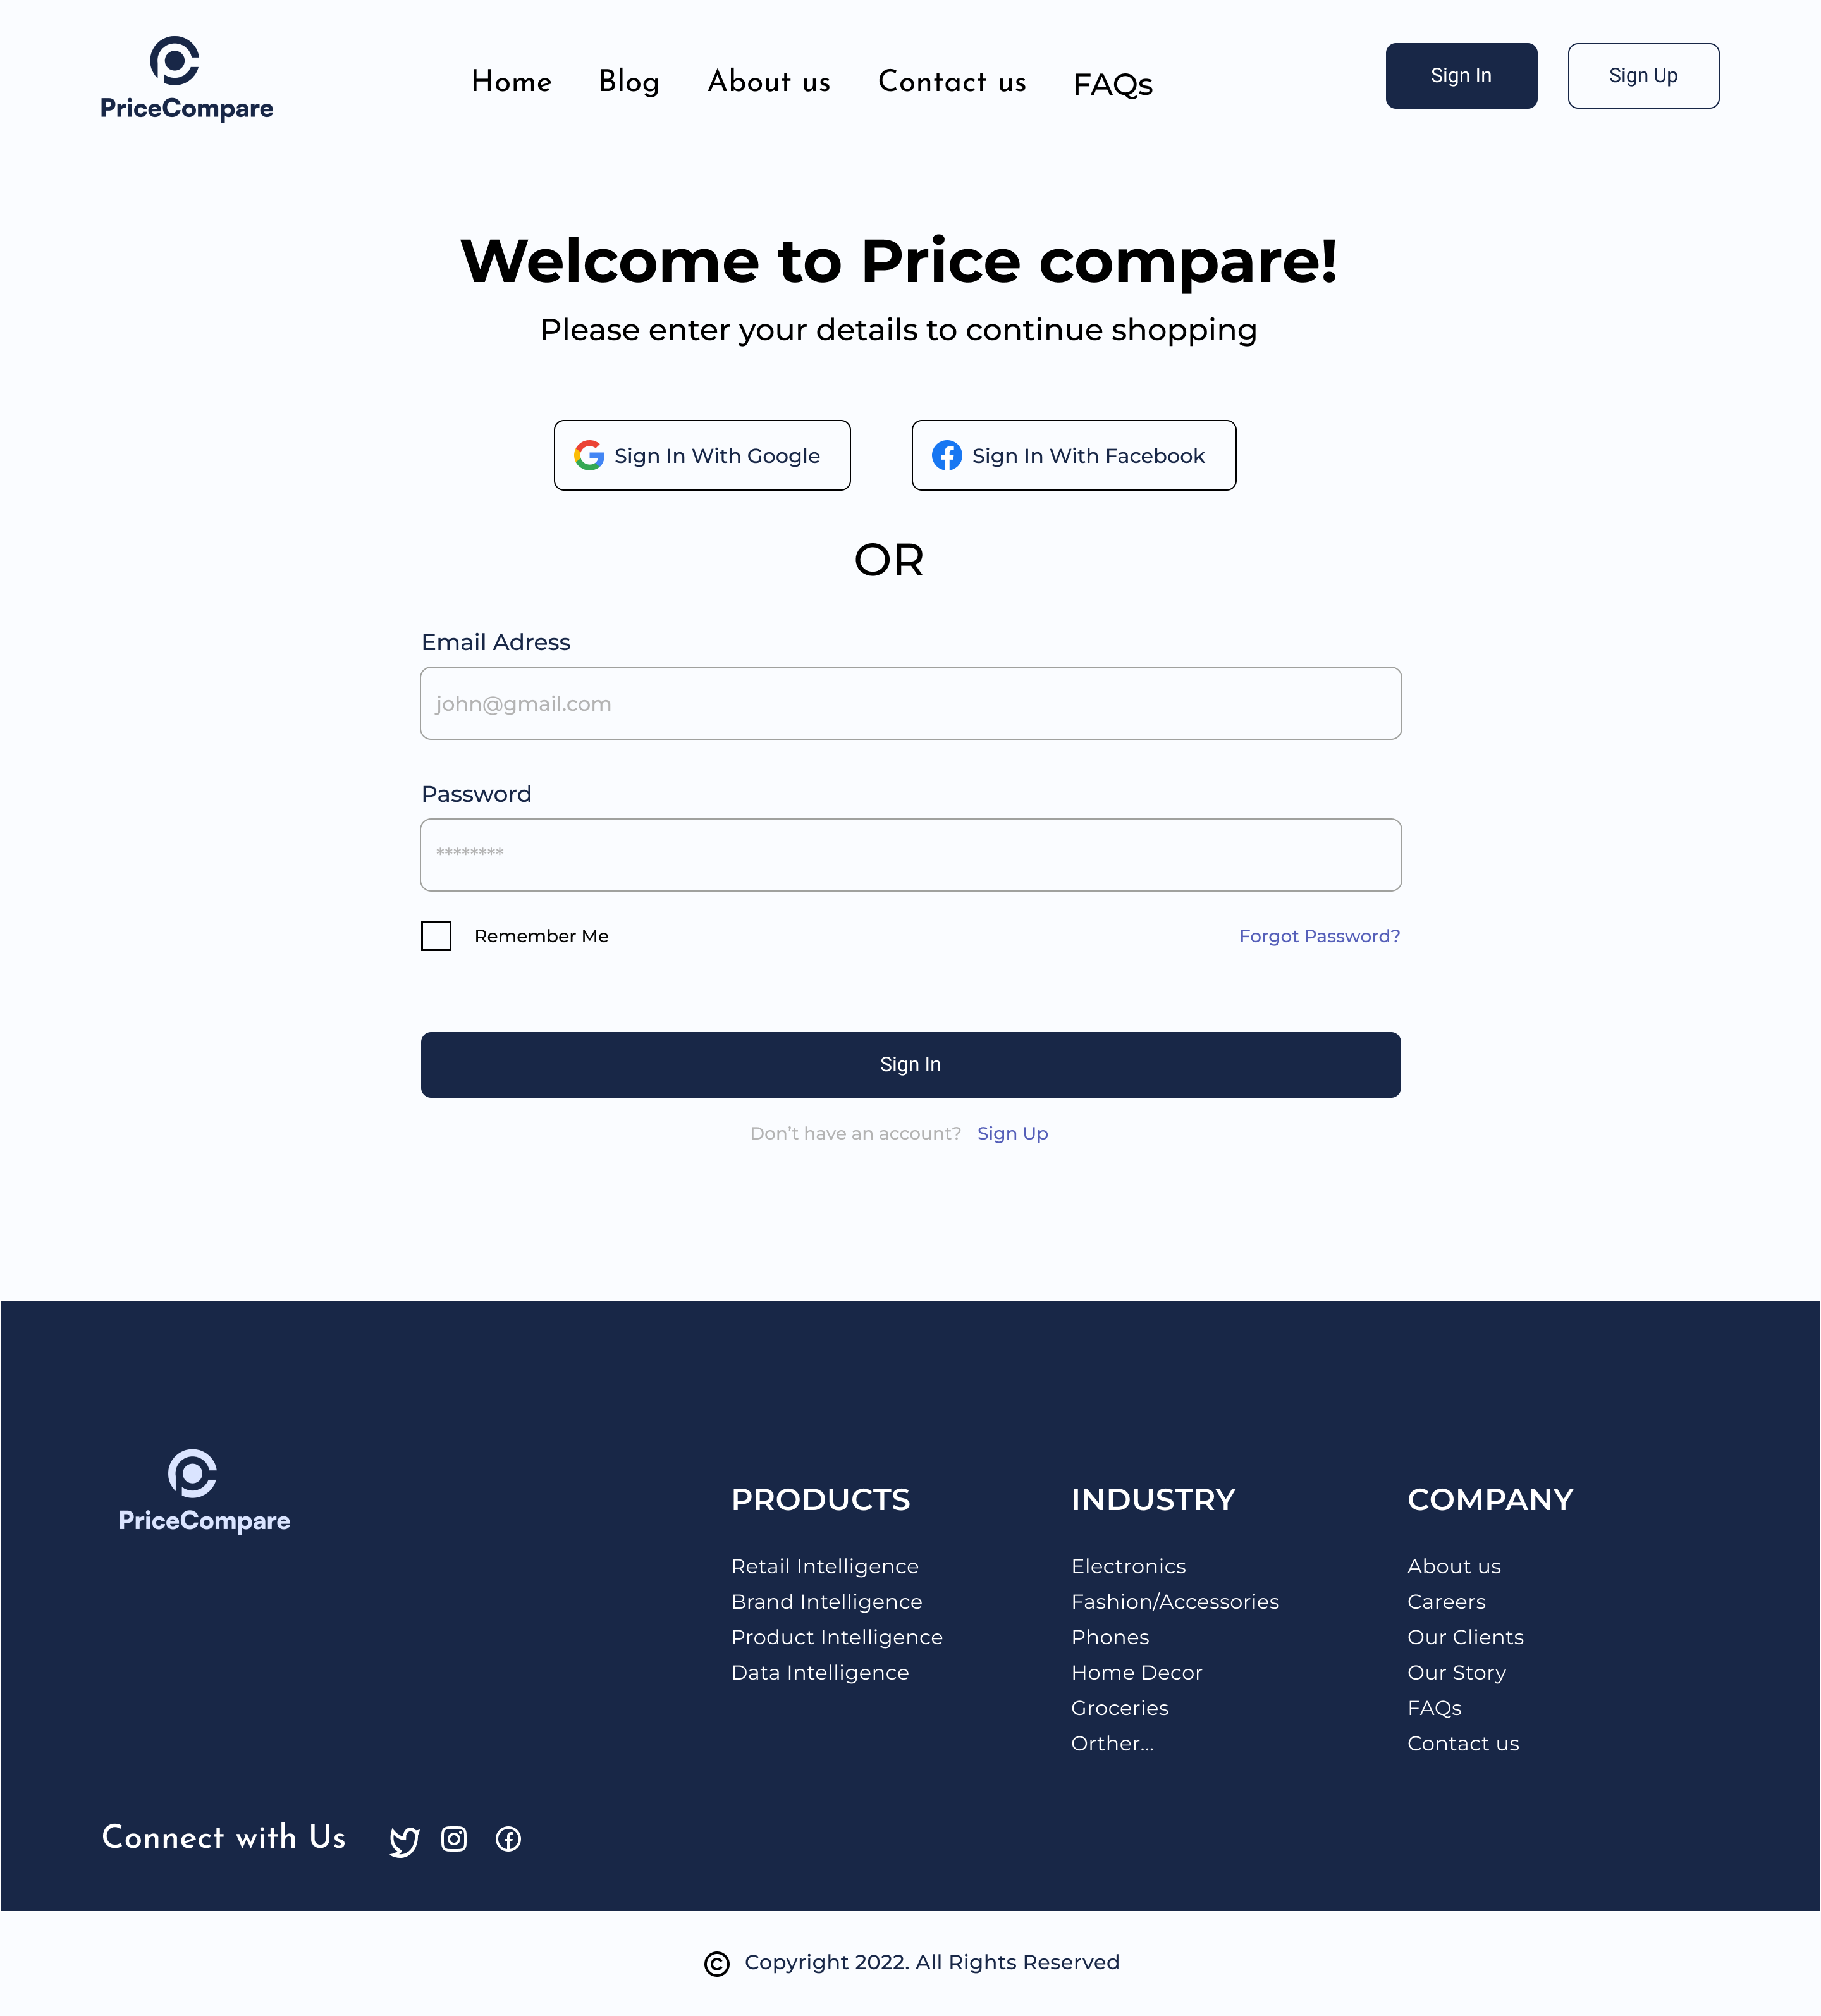 PriceCompare
Home Blog About us Contact us FAQs
Sign In Sign Up
Welcome to Price compare!
Please enter your details to continue shopping
Sign In With Google Sign In With Facebook
OR
Email Adress
john@gmail.com
Password
********
Remember Me Forgot Password?
Sign In
Don’t have an account? Sign Up
PriceCompare
PRODUCTS
Retail Intelligence
Brand Intelligence
Product Intelligence
Data Intelligence
INDUSTRY
Electronics
Fashion/Accessories
Phones
Home Decor
Groceries
Orther...
COMPANY
About us
Careers
Our Clients
Our Story
FAQs
Contact us
Connect with Us
© Copyright 2022. All Rights Reserved